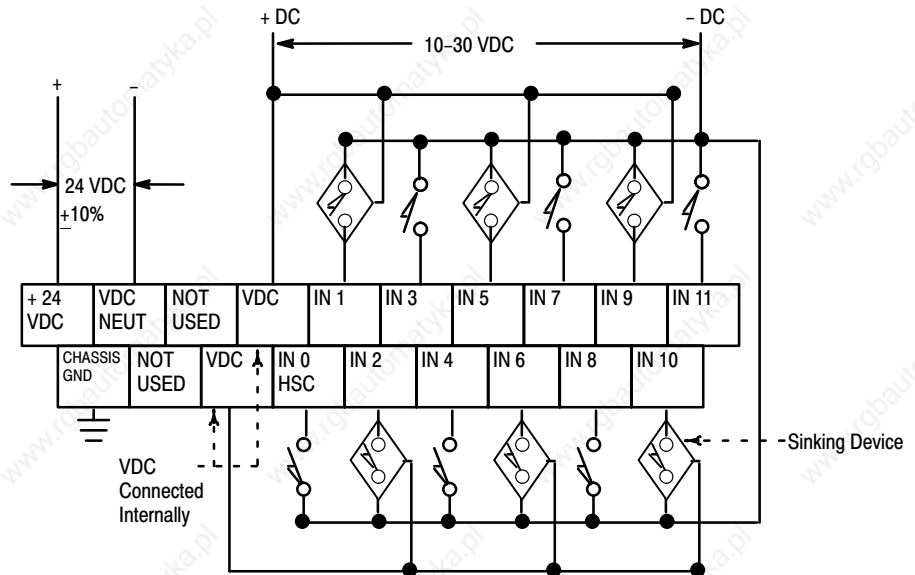 + DC
– DC
10–30 VDC
+
–
24 VDC
±10%
+ 24
VDC
VDC
NEUT
NOT
USED
VDC
IN 1
IN 3
IN 5
IN 7
IN 9
IN 11
CHASSIS
GND
NOT
USED
VDC
IN 0
HSC
IN 2
IN 4
IN 6
IN 8
IN 10
Sinking Device
VDC
Connected
Internally
www.rgbautomatyka.pl